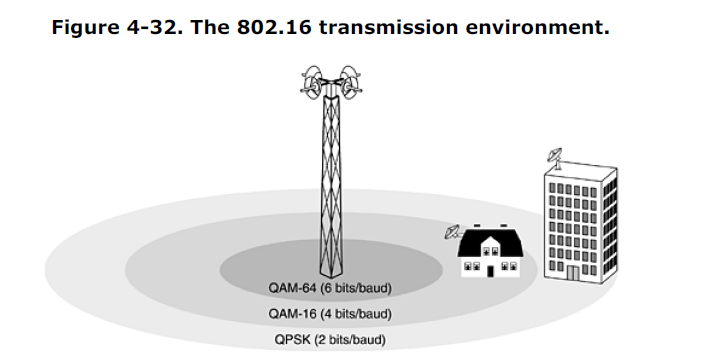 Figure 4-32. The 802.16 transmission environment.
QAM-64 (6 bits/baud)
QAM-16 (4 bits/baud)
QPSK (2 bits/baud)